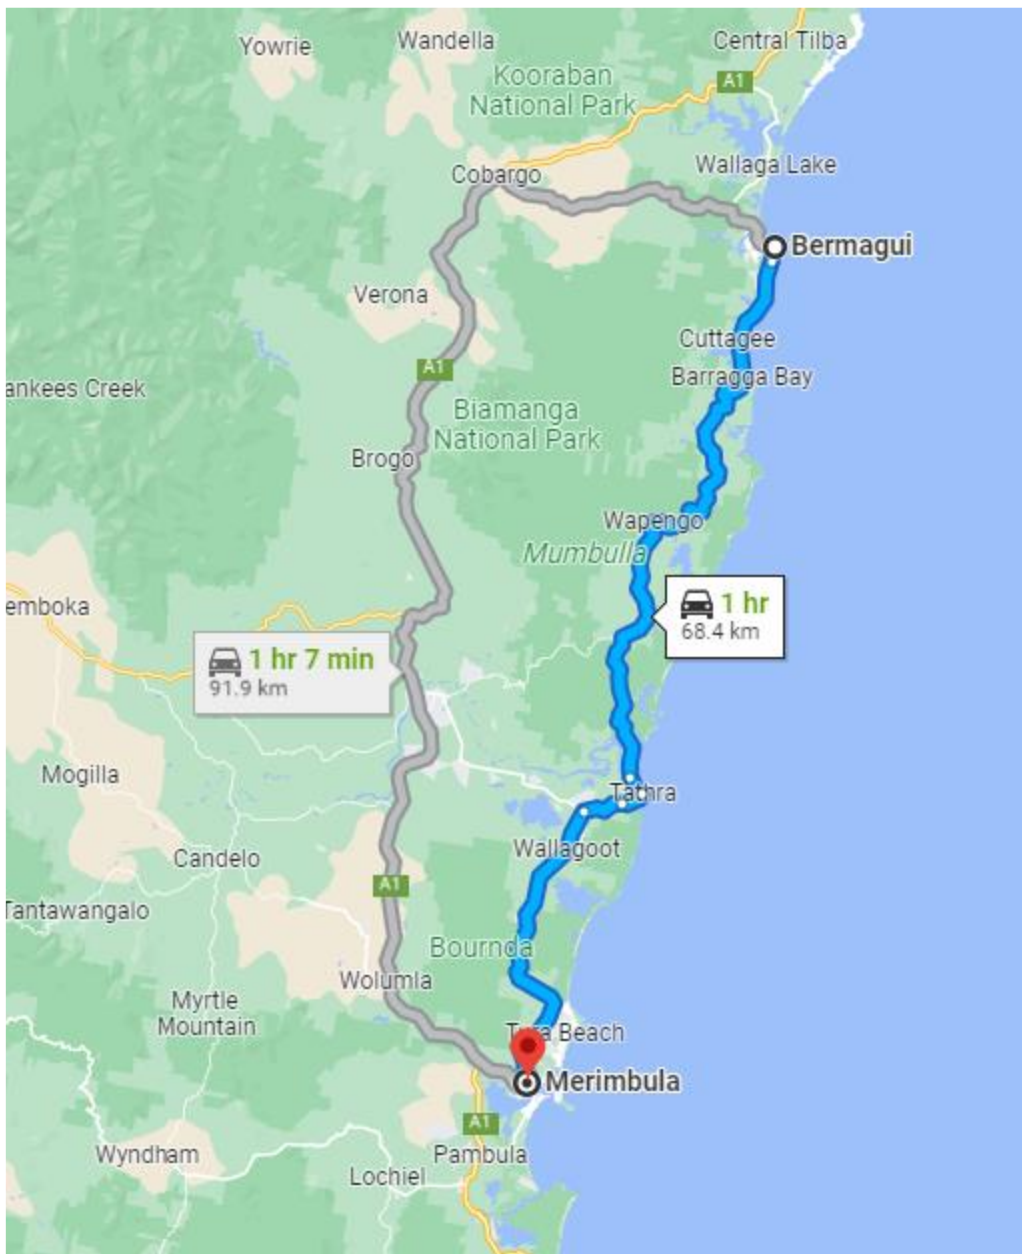 Yowrie
Wandella
Central Tilba
Kooraban
National Park
A1
Wallaga Lake
Cobargo
Bermagui
Verona
Cuttagee
A1
Barragga Bay
ankees Creek
Biamanga
National Park
Brogo
Wapengo
Mumbulla
emboka
1 hr
68.4 km
1 hr 7 min
91.9 km
Mogilla
Tathra
Wallagoot
Candelo
A1
Tantawangalo
Bournda
Wolumla
Myrtle
Mountain
Beach
Merimbula
A1
Wyndham
Pambula
Lochiel